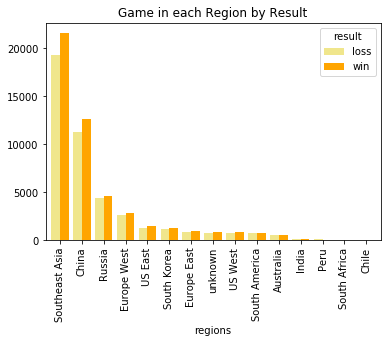 Game in each Region by Result
result
loss
win
20000
15000
10000
5000
0
Southeast Asia
China
Russia
Europe West
US East
South Korea
Europe East
unknown
US West
South America
Australia
India
Peru
South Africa
Chile
regions